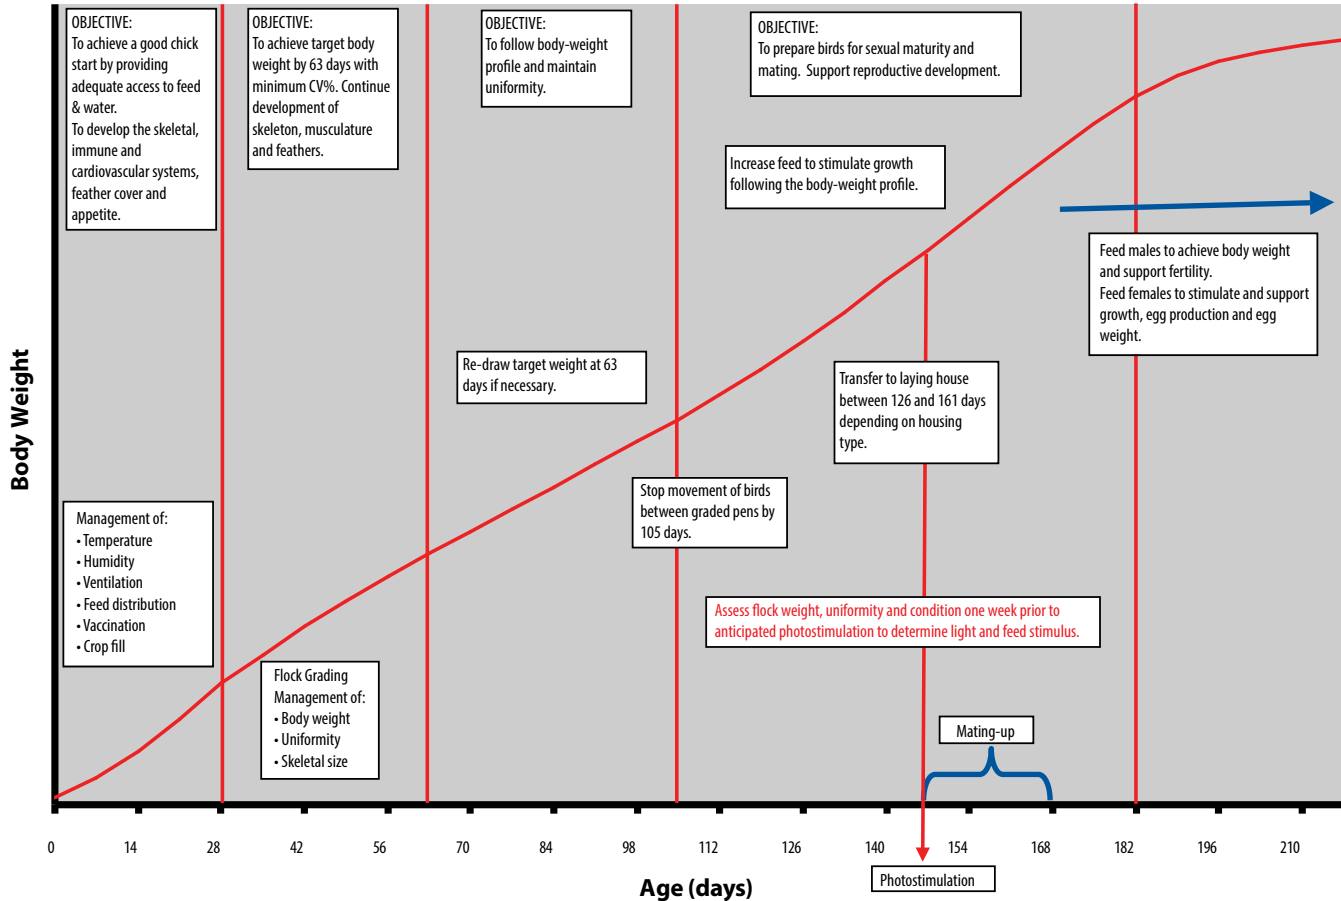 OBJECTIVE:
To achieve a good chick
start by providing
adequate access to feed
& water.
To develop the skeletal,
immune and
cardiovascular systems,
feather cover and
appetite.
OBJECTIVE:
To achieve target body
weight by 63 days with
minimum CV%. Continue
development of
skeleton, musculature
and feathers.
OBJECTIVE:
To follow body-weight
profile and maintain
uniformity.
OBJECTIVE:
To prepare birds for sexual maturity and
mating. Support reproductive development.
Increase feed to stimulate growth
following the body-weight profile.
Feed males to achieve body weight
and support fertility.
Feed females to stimulate and support
growth, egg production and egg
weight.
Re-draw target weight at 63
days if necessary.
Transfer to laying house
between 126 and 161 days
depending on housing
type.
Stop movement of birds
between graded pens by
105 days.
Management of:
• Temperature
• Humidity
• Ventilation
• Feed distribution
• Vaccination
• Crop fill
Assess flock weight, uniformity and condition one week prior to
anticipated photostimulation to determine light and feed stimulus.
Flock Grading
Management of:
• Body weight
• Uniformity
• Skeletal size
Mating-up
Body Weight
0 14 28 42 56 70 84 98 112 126 140 154 168 182 196 210
Photostimulation
Age (days)